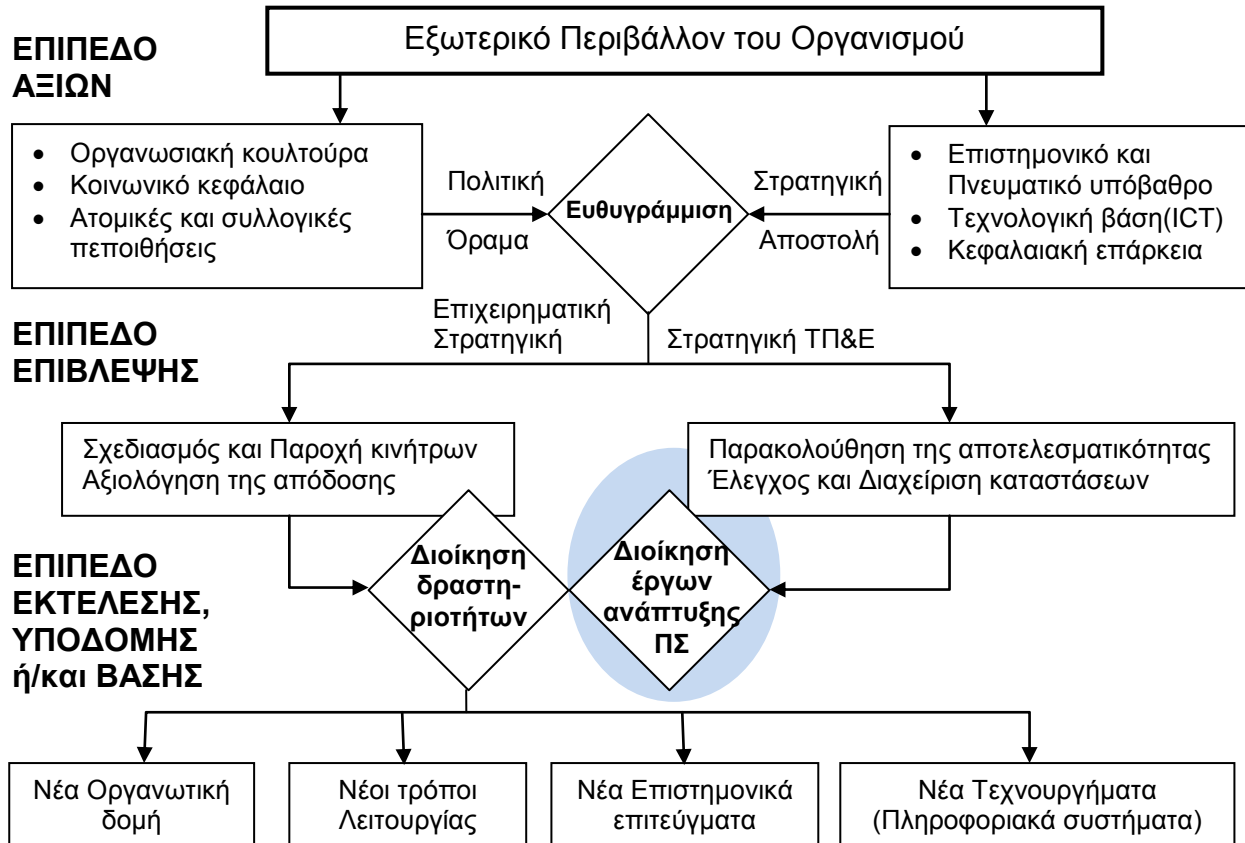 Εξωτερικό Περιβάλλον του Οργανισμού
ΕΠΙΠΕΔΟ
ΑΞΙΩΝ
• Οργανωσιακή κουλτούρα
• Κοινωνικό κεφάλαιο
• Ατομικές και συλλογικές
πεποιθήσεις
Πολιτική
Όραμα
Ευθυγράμμιση
Στρατηγική
Αποστολή
• Επιστημονικό και
Πνευματικό υπόβαθρο
• Τεχνολογική βάση(ICT)
• Κεφαλαιακή επάρκεια
ΕΠΙΠΕΔΟ
ΕΠΙΒΛΕΨΗΣ
Επιχειρηματική
Στρατηγική
Στρατηγική ΤΠ&Ε
Σχεδιασμός και Παροχή κινήτρων
Αξιολόγηση της απόδοσης
Παρακολούθηση της αποτελεσματικότητας
Έλεγχος και Διαχείριση καταστάσεων
ΕΠΙΠΕΔΟ
ΕΚΤΕΛΕΣΗΣ,
ΥΠΟΔΟΜΗΣ
ή/και ΒΑΣΗΣ
Διοίκηση
δραστη-
ριοτήτων
Διοίκηση
έργων
ανάπτυξης
ΠΣ
Νέα Οργανωτική
δομή
Νέοι τρόποι
Λειτουργίας
Νέα Επιστημονικά
επιτεύγματα
Νέα Τεχνουργήματα
(Πληροφοριακά συστήματα)